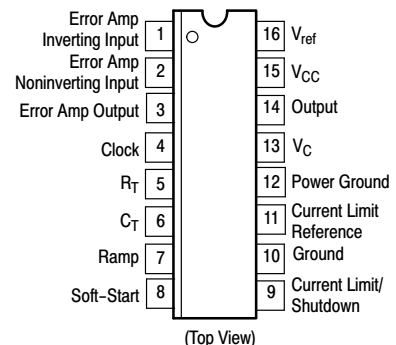 Error Amp
Inverting Input 1
Error Amp
Noninverting Input 2
Error Amp Output 3
Clock 4
RT 5
CT 6
Ramp 7
Soft-Start 8
16 Vref
15 VCC
14 Output
13 VC
12 Power Ground
11 Current Limit
Reference
10 Ground
9 Current Limit/
Shutdown
(Top View)